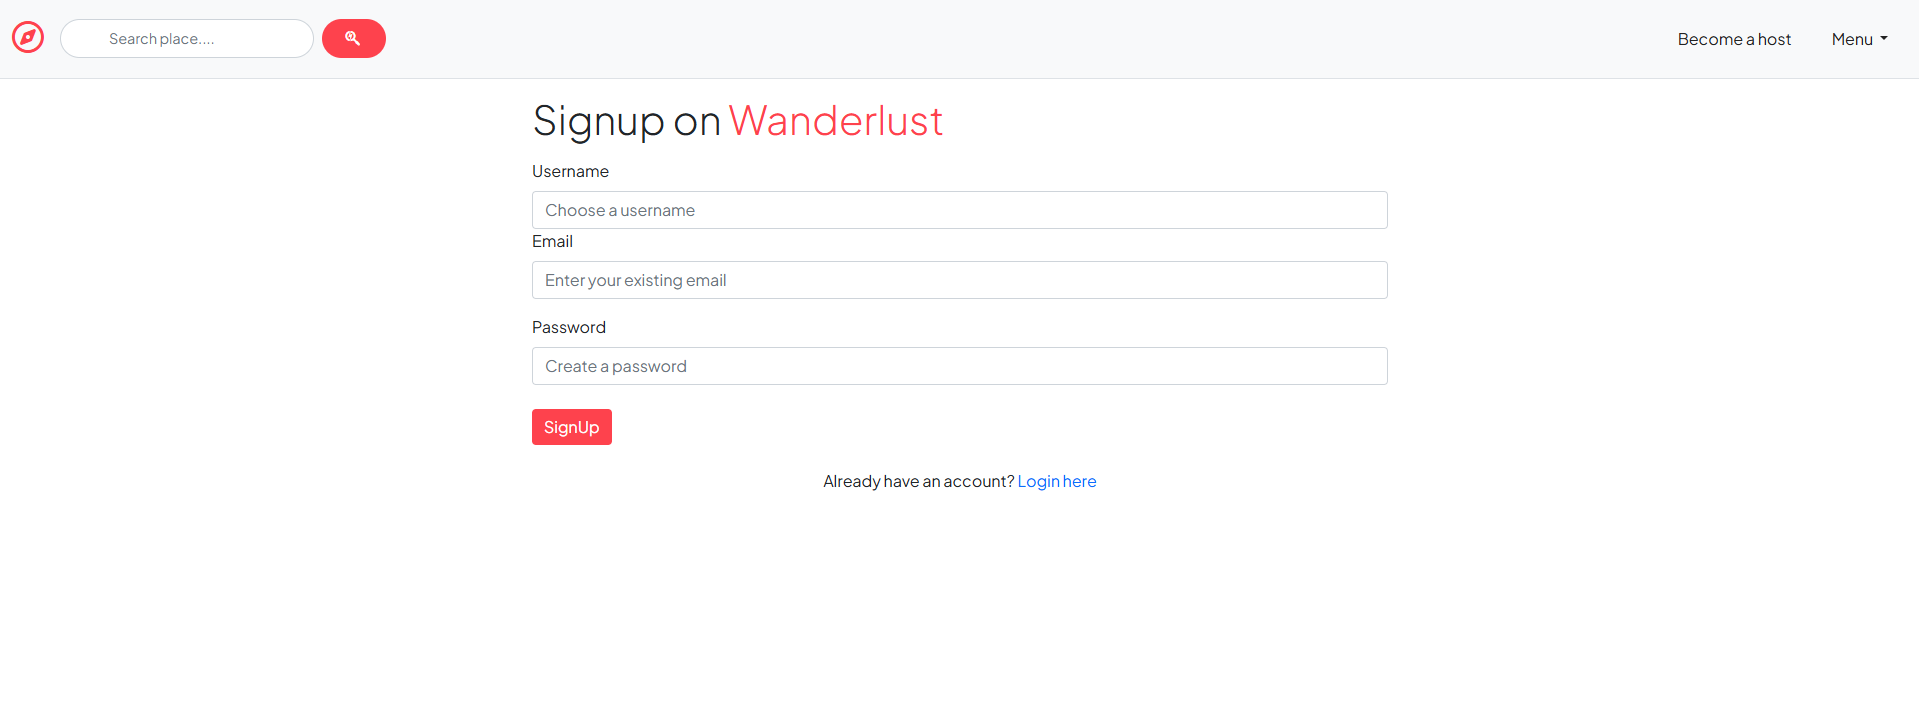 Search place....
Become a host
Menu
Signup on Wanderlust
Username
Choose a username
Email
Enter your existing email
Password
Create a password
SignUp
Already have an account? Login here